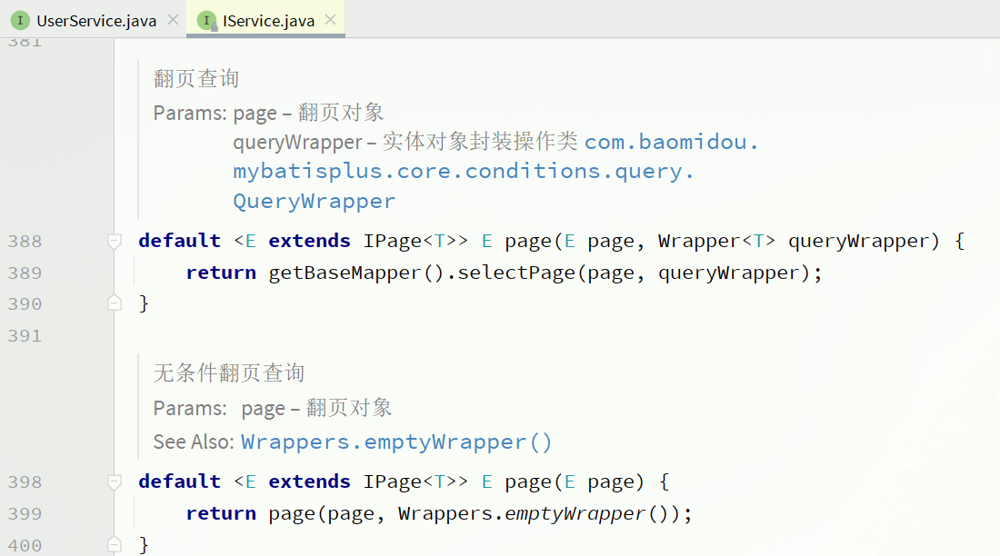 UserService.java IService.java
381
翻页查询
Params: page – 翻页对象
queryWrapper – 实体对象封装操作类 com.baomidou.
mybatisplus.core.conditions.query.
QueryWrapper
388 default <E extends IPage<T>> E page(E page, Wrapper<T> queryWrapper) {
389 return getBaseMapper().selectPage(page, queryWrapper);
390 }
391
无条件翻页查询
Params: page – 翻页对象
See Also: Wrappers.emptyWrapper()
398 default <E extends IPage<T>> E page(E page) {
399 return page(page, Wrappers.emptyWrapper());
400 }